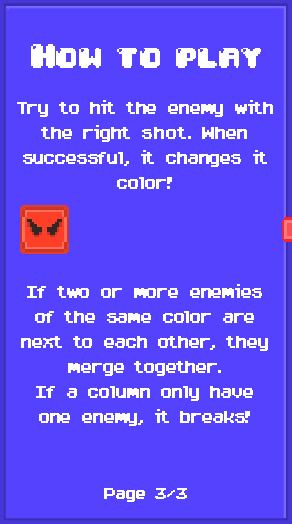 How to play
Try to hit the enemy with
the right shot. When
successful, it changes it
color!
If two or more enemies
of the same color are
next to each other, they
merge together.
If a column only have
one enemy, it breaks!
Page 3/3